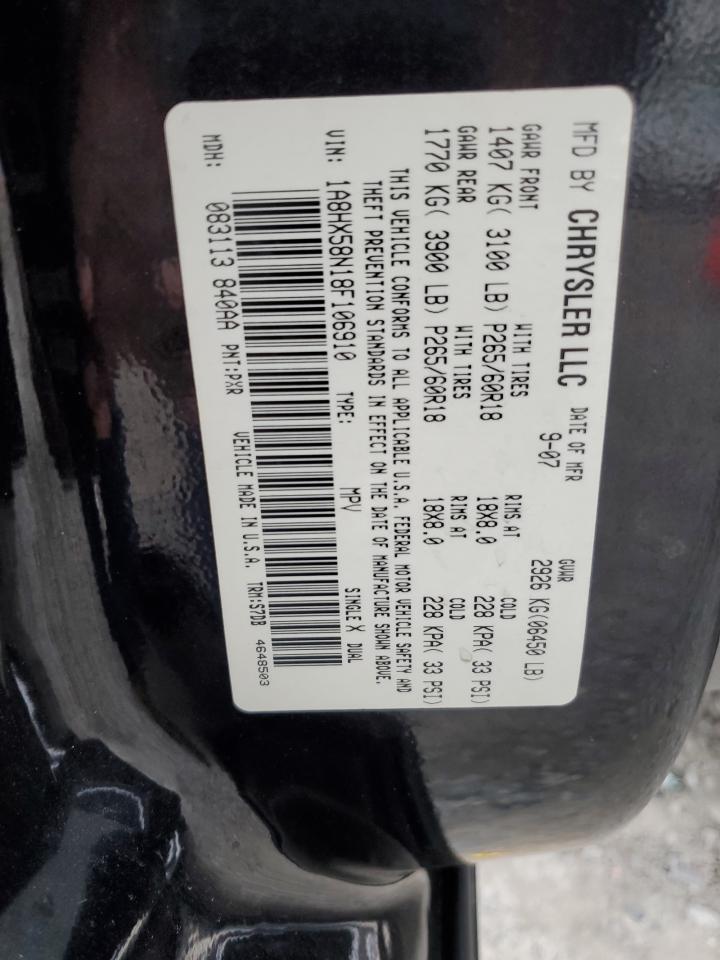 MFD BY CHRYSLER LLC DATE OF MFR GVWR
9-07 2926 KG(06450 LB)
GAWR FRONT WITH TIRES RIMS AT COLD
1407 KG( 3100 LB) P265/60R18 18X8.0 228 KPA( 33 PSI)
GAWR REAR WITH TIRES RIMS AT COLD
1770 KG( 3900 LB) P265/60R18 18X8.0 228 KPA( 33 PSI)
THIS VEHICLE CONFORMS TO ALL APPLICABLE U.S.A. FEDERAL MOTOR VEHICLE SAFETY AND
THEFT PREVENTION STANDARDS IN EFFECT ON THE DATE OF MANUFACTURE SHOWN ABOVE.
VIN: 1A8HX58N18F106910 TYPE: MPV SINGLE X DUAL
MDH: 083113 840AA PNT:PXR VEHICLE MADE IN U.S.A. TRM:S7DB 4648503